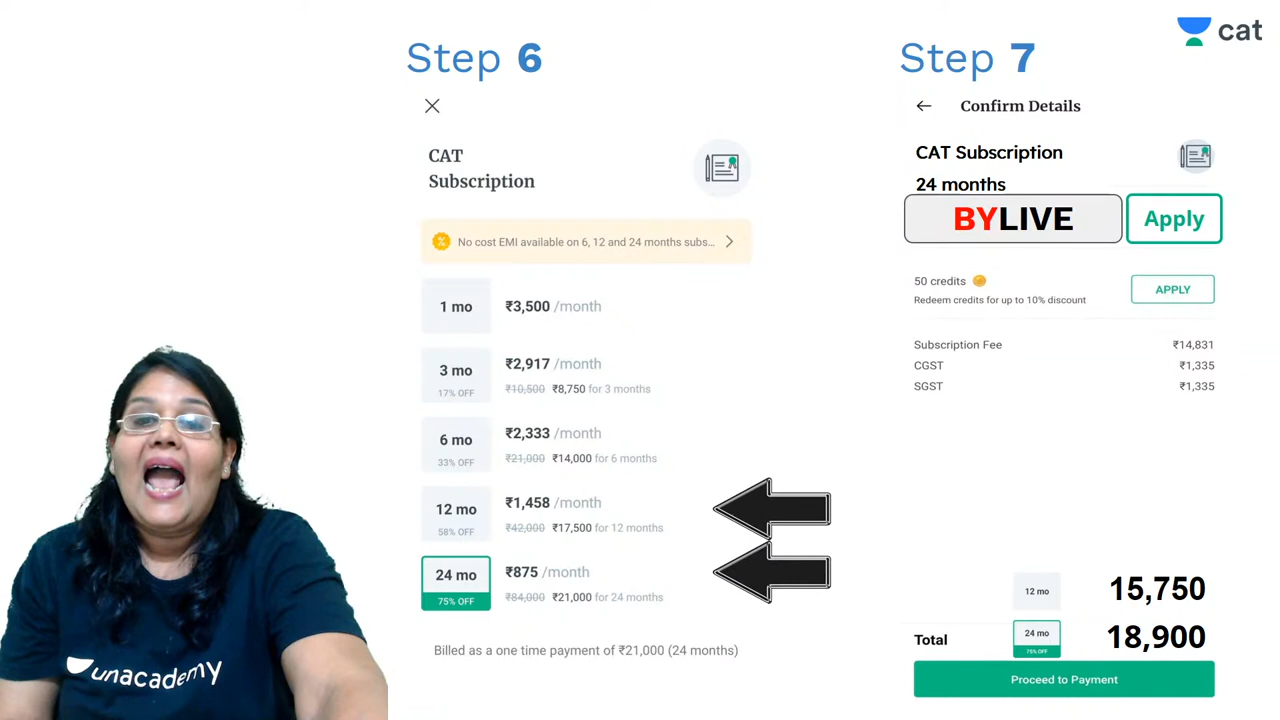 cat
Step 6
CAT
Subscription
No cost EMI available on 6, 12 and 24 months subs...
1 mo ₹3,500 /month
3 mo ₹2,917 /month
17% OFF ₹10,500 ₹8,750 for 3 months
6 mo ₹2,333 /month
33% OFF ₹21,000 ₹14,000 for 6 months
12 mo ₹1,458 /month
58% OFF ₹42,000 ₹17,500 for 12 months
24 mo ₹875 /month
75% OFF ₹84,000 ₹21,000 for 24 months
Billed as a one time payment of ₹21,000 (24 months)
Step 7
Confirm Details
CAT Subscription
24 months
BYLIVE Apply
50 credits
Redeem credits for up to 10% discount
APPLY
Subscription Fee ₹14,831
CGST ₹1,335
SGST ₹1,335
12 mo 15,750
Total 24 mo 18,900
75% OFF
Proceed to Payment
unacademy